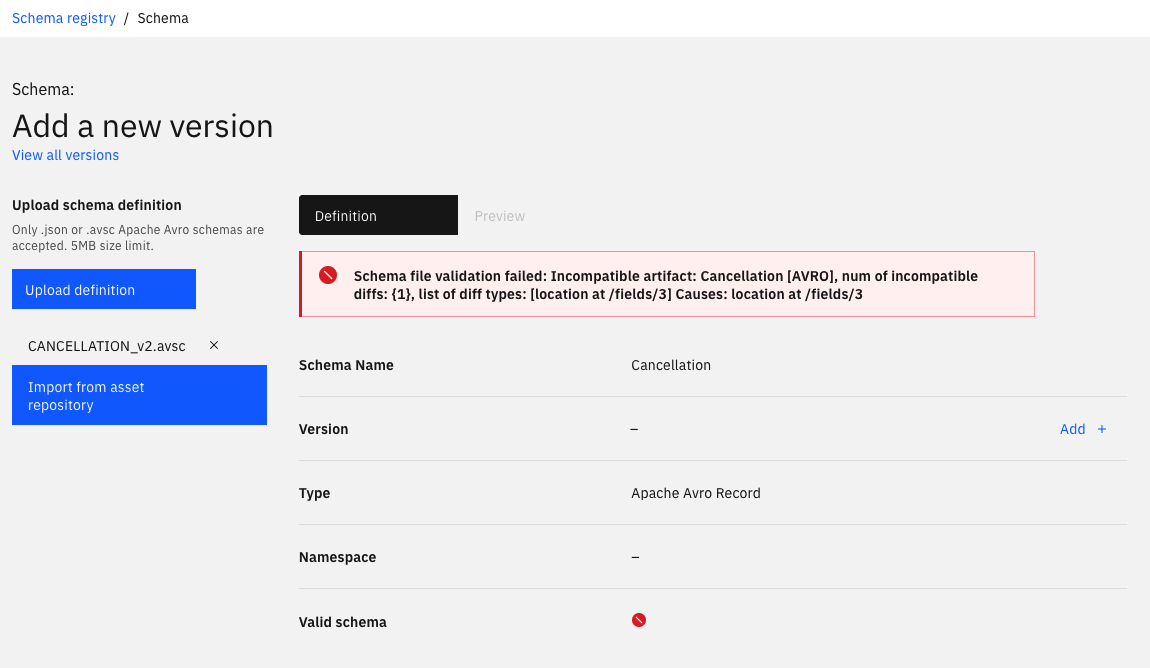 Schema registry / Schema
Schema:
Add a new version
View all versions
Upload schema definition
Only .json or .avsc Apache Avro schemas are
accepted. 5MB size limit.
Upload definition
CANCELLATION_v2.avsc ×
Import from asset
repository
Definition Preview
Schema file validation failed: Incompatible artifact: Cancellation [AVRO], num of incompatible
diffs: {1}, list of diff types: [location at /fields/3] Causes: location at /fields/3
Schema Name Cancellation
Version – Add +
Type Apache Avro Record
Namespace –
Valid schema